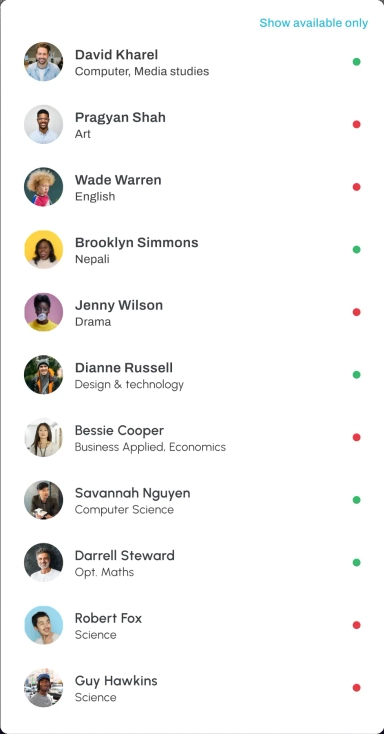 Show available only
David Kharel
Computer, Media studies
Pragyan Shah
Art
Wade Warren
English
Brooklyn Simmons
Nepali
Jenny Wilson
Drama
Dianne Russell
Design & technology
Bessie Cooper
Business Applied, Economics
Savannah Nguyen
Computer Science
Darrell Steward
Opt. Maths
Robert Fox
Science
Guy Hawkins
Science